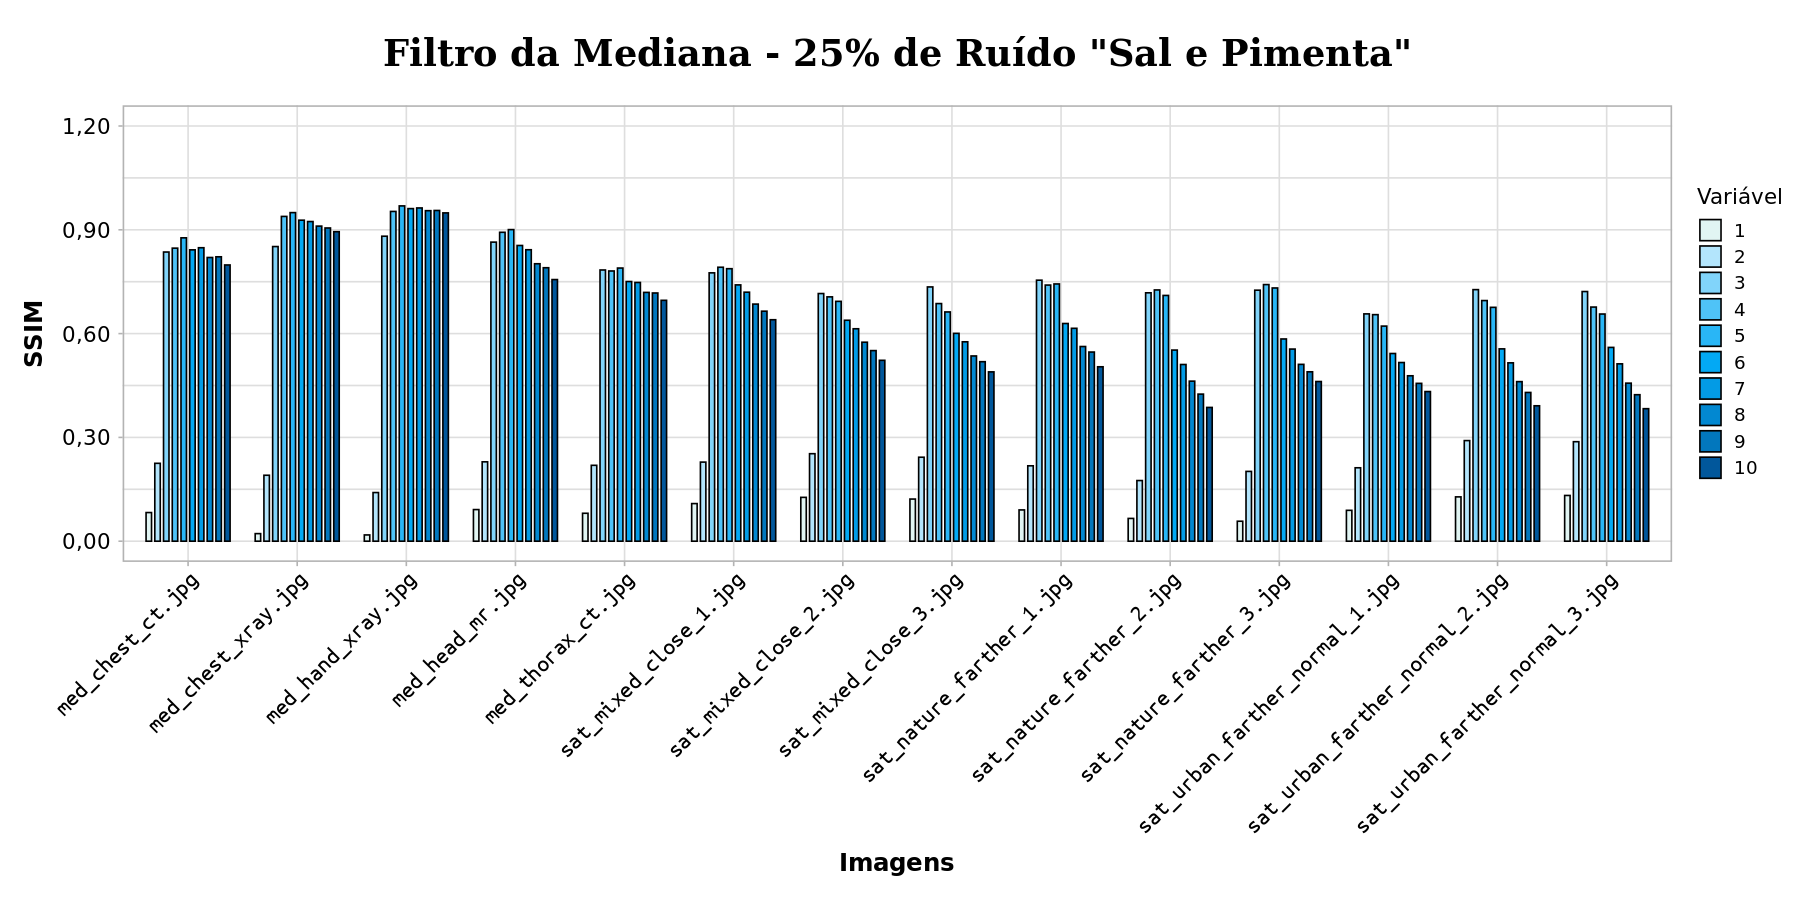 Filtro da Mediana - 25% de Ruído "Sal e Pimenta"
1,20
0,90
0,60
0,30
0,00
SSIM
Variável
1
2
3
4
5
6
7
8
9
10
med_chest_ct.jpg
med_chest_xray.jpg
med_hand_xray.jpg
med_head_mr.jpg
med_thorax_ct.jpg
sat_mixed_close_1.jpg
sat_mixed_close_2.jpg
sat_mixed_close_3.jpg
sat_nature_farther_1.jpg
sat_nature_farther_2.jpg
sat_nature_farther_3.jpg
sat_urban_farther_normal_1.jpg
sat_urban_farther_normal_2.jpg
sat_urban_farther_normal_3.jpg
Imagens